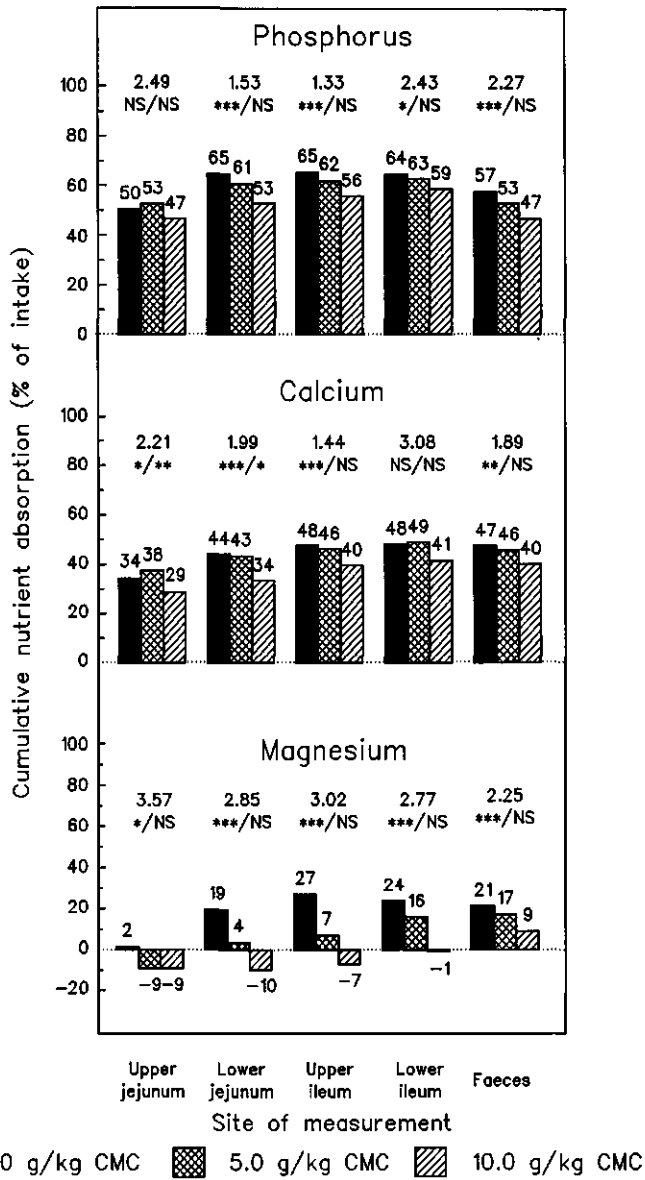 Phosphorus
100
80
60
40
20
0
2.49 1.53 1.33 2.43 2.27
NS/NS ***/NS ***/NS */NS ***/NS
50 53 47 65 61 53 65 62 56 64 63 59 57 53 47
Calcium
100
80
60
40
20
0
2.21 1.99 1.44 3.08 1.89
*/** ***/* ***/NS NS/NS **/NS
34 38 29 44 43 34 48 46 40 48 49 41 47 46 40
Magnesium
100
80
60
40
20
0
-20
3.57 2.85 3.02 2.77 2.25
*/NS ***/NS ***/NS ***/NS ***/NS
2 -9 -9 19 4 -10 27 7 -7 24 16 -1 21 17 9
Cumulative nutrient absorption (% of intake)
Upper Lower Upper Lower Faeces
jejunum jejunum ileum ileum
Site of measurement
0 g/kg CMC 5.0 g/kg CMC 10.0 g/kg CMC